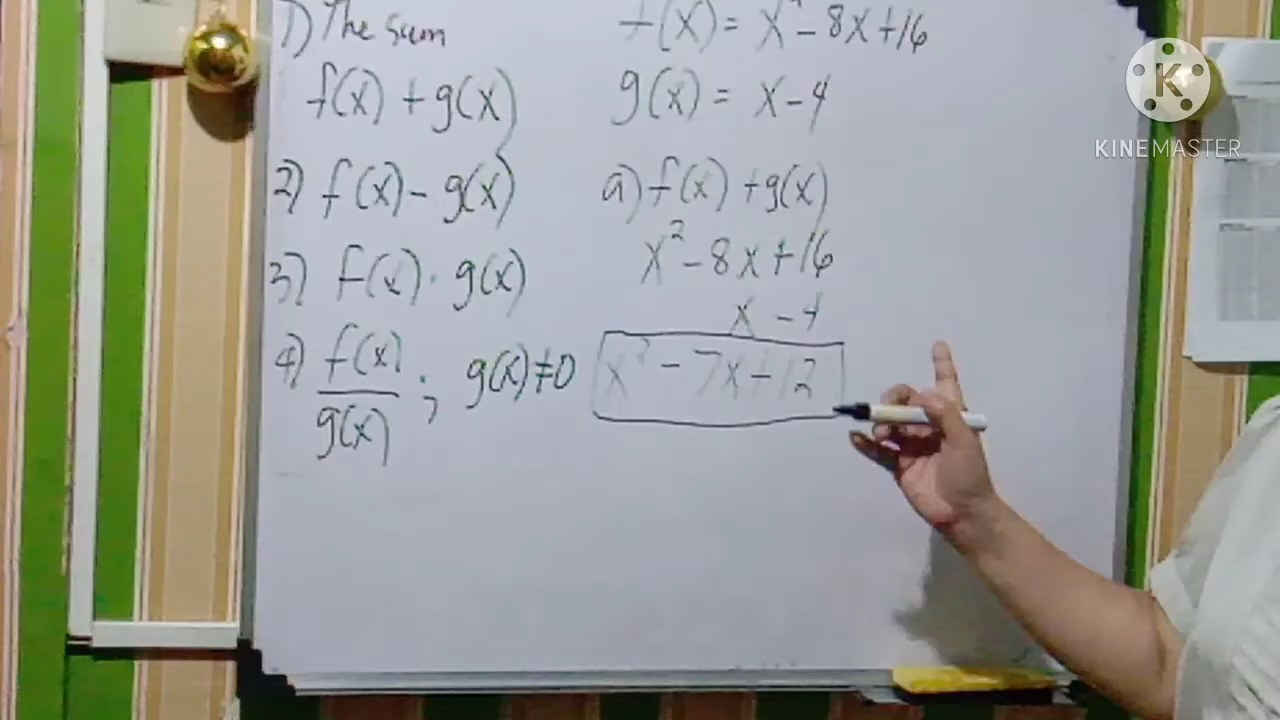 1) The sum
f(x) + g(x)
2) f(x) - g(x)
3) f(x) · g(x)
4) f(x)
g(x) ; g(x) ≠ 0
f(x) = x² - 8x + 16
g(x) = x - 4
a) f(x) + g(x)
x² - 8x + 16
x - 4
x² - 7x + 12
K
KINEMASTER